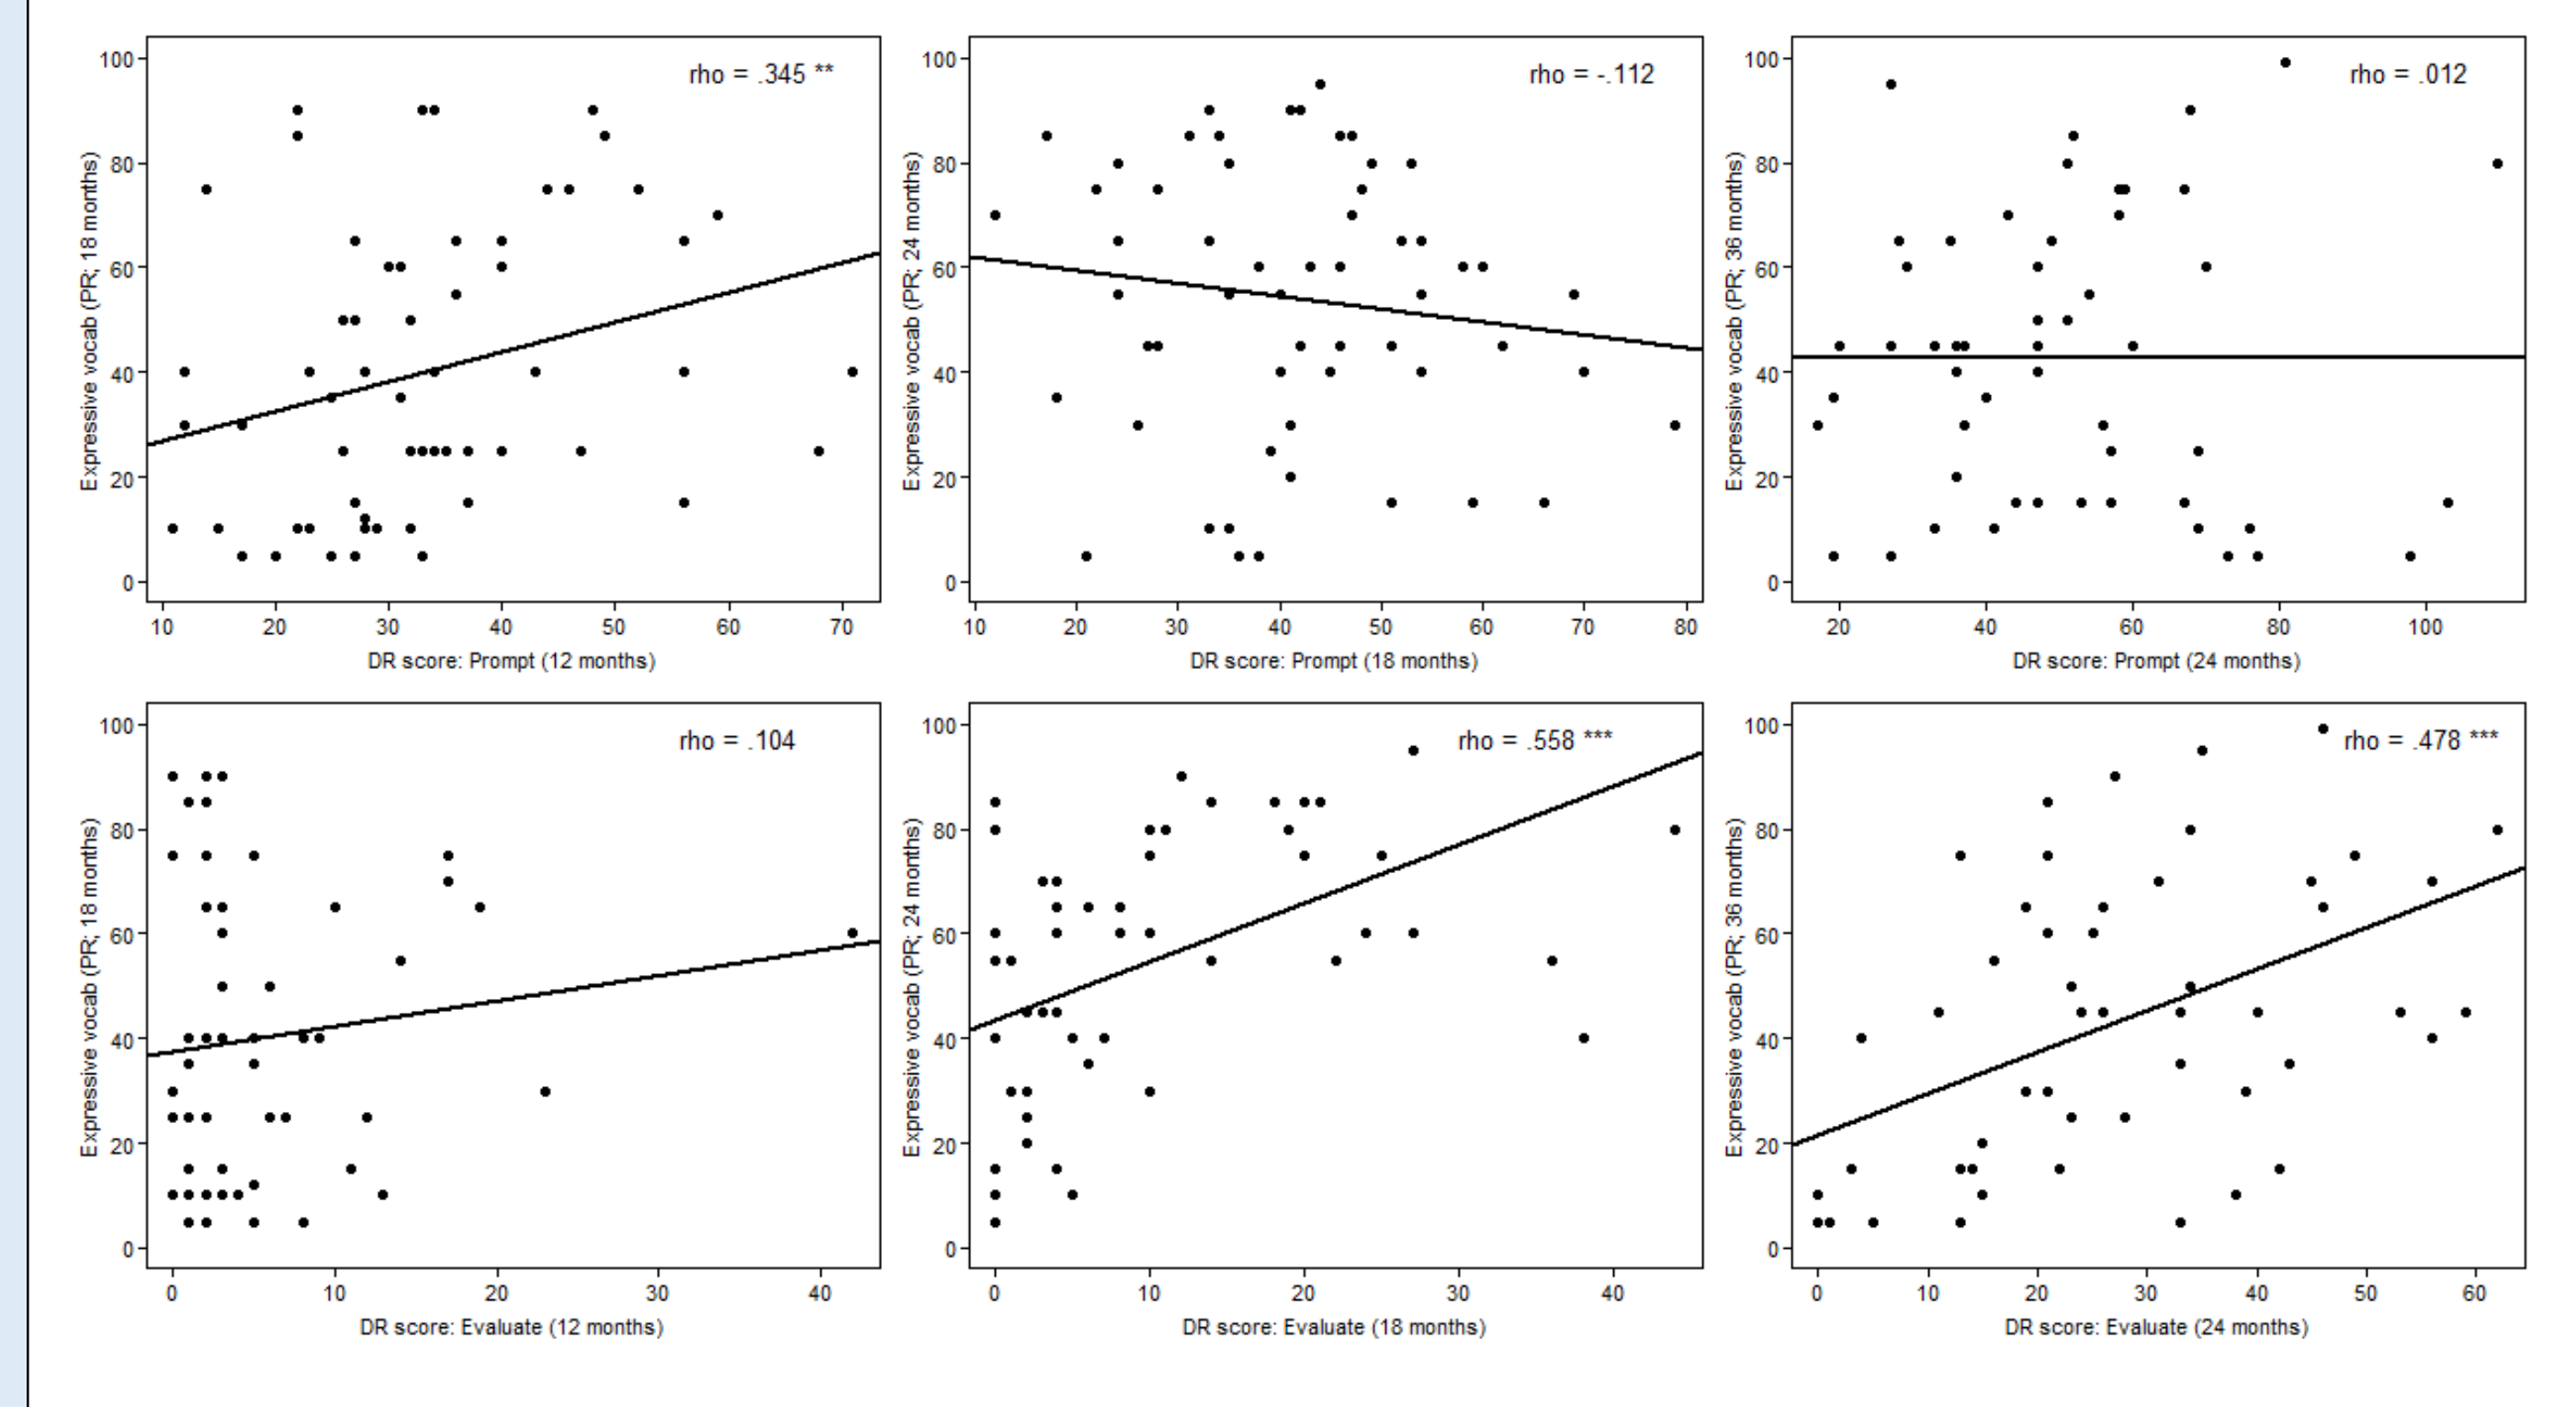 rho = .345 **
100
80
60
40
20
0
Expressive vocab (PR; 18 months)
10 20 30 40 50 60 70
DR score: Prompt (12 months)
rho = -.112
100
80
60
40
20
0
Expressive vocab (PR; 24 months)
10 20 30 40 50 60 70 80
DR score: Prompt (18 months)
rho = .012
100
80
60
40
20
0
Expressive vocab (PR; 36 months)
20 40 60 80 100
DR score: Prompt (24 months)
rho = .104
100
80
60
40
20
0
Expressive vocab (PR; 18 months)
0 10 20 30 40
DR score: Evaluate (12 months)
rho = .558 ***
100
80
60
40
20
0
Expressive vocab (PR; 24 months)
0 10 20 30 40
DR score: Evaluate (18 months)
rho = .478 ***
100
80
60
40
20
0
Expressive vocab (PR; 36 months)
0 10 20 30 40 50 60
DR score: Evaluate (24 months)